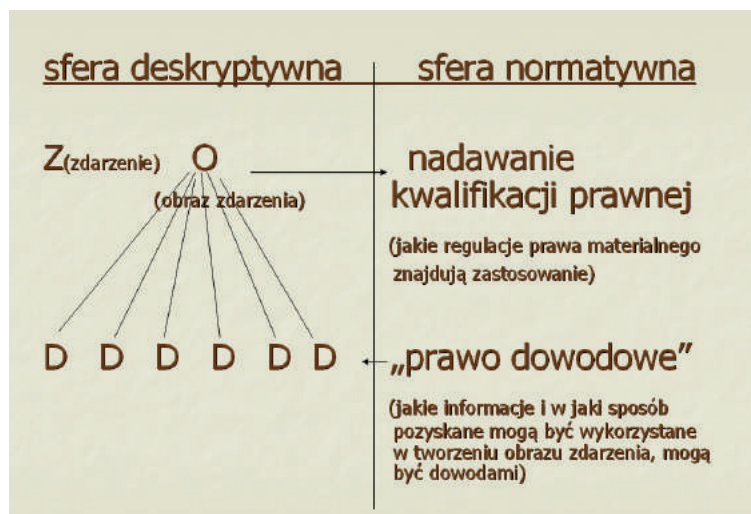 sfera deskryptywna
sfera normatywna
Z(zdarzenie) O
(obraz zdarzenia)
nadawanie
kwalifikacji prawnej
(jakie regulacje prawa materialnego
znajdują zastosowanie)
D D D D D D
„prawo dowodowe”
(jakie informacje i w jaki sposób
pozyskane mogą być wykorzystane
w tworzeniu obrazu zdarzenia, mogą
być dowodami)